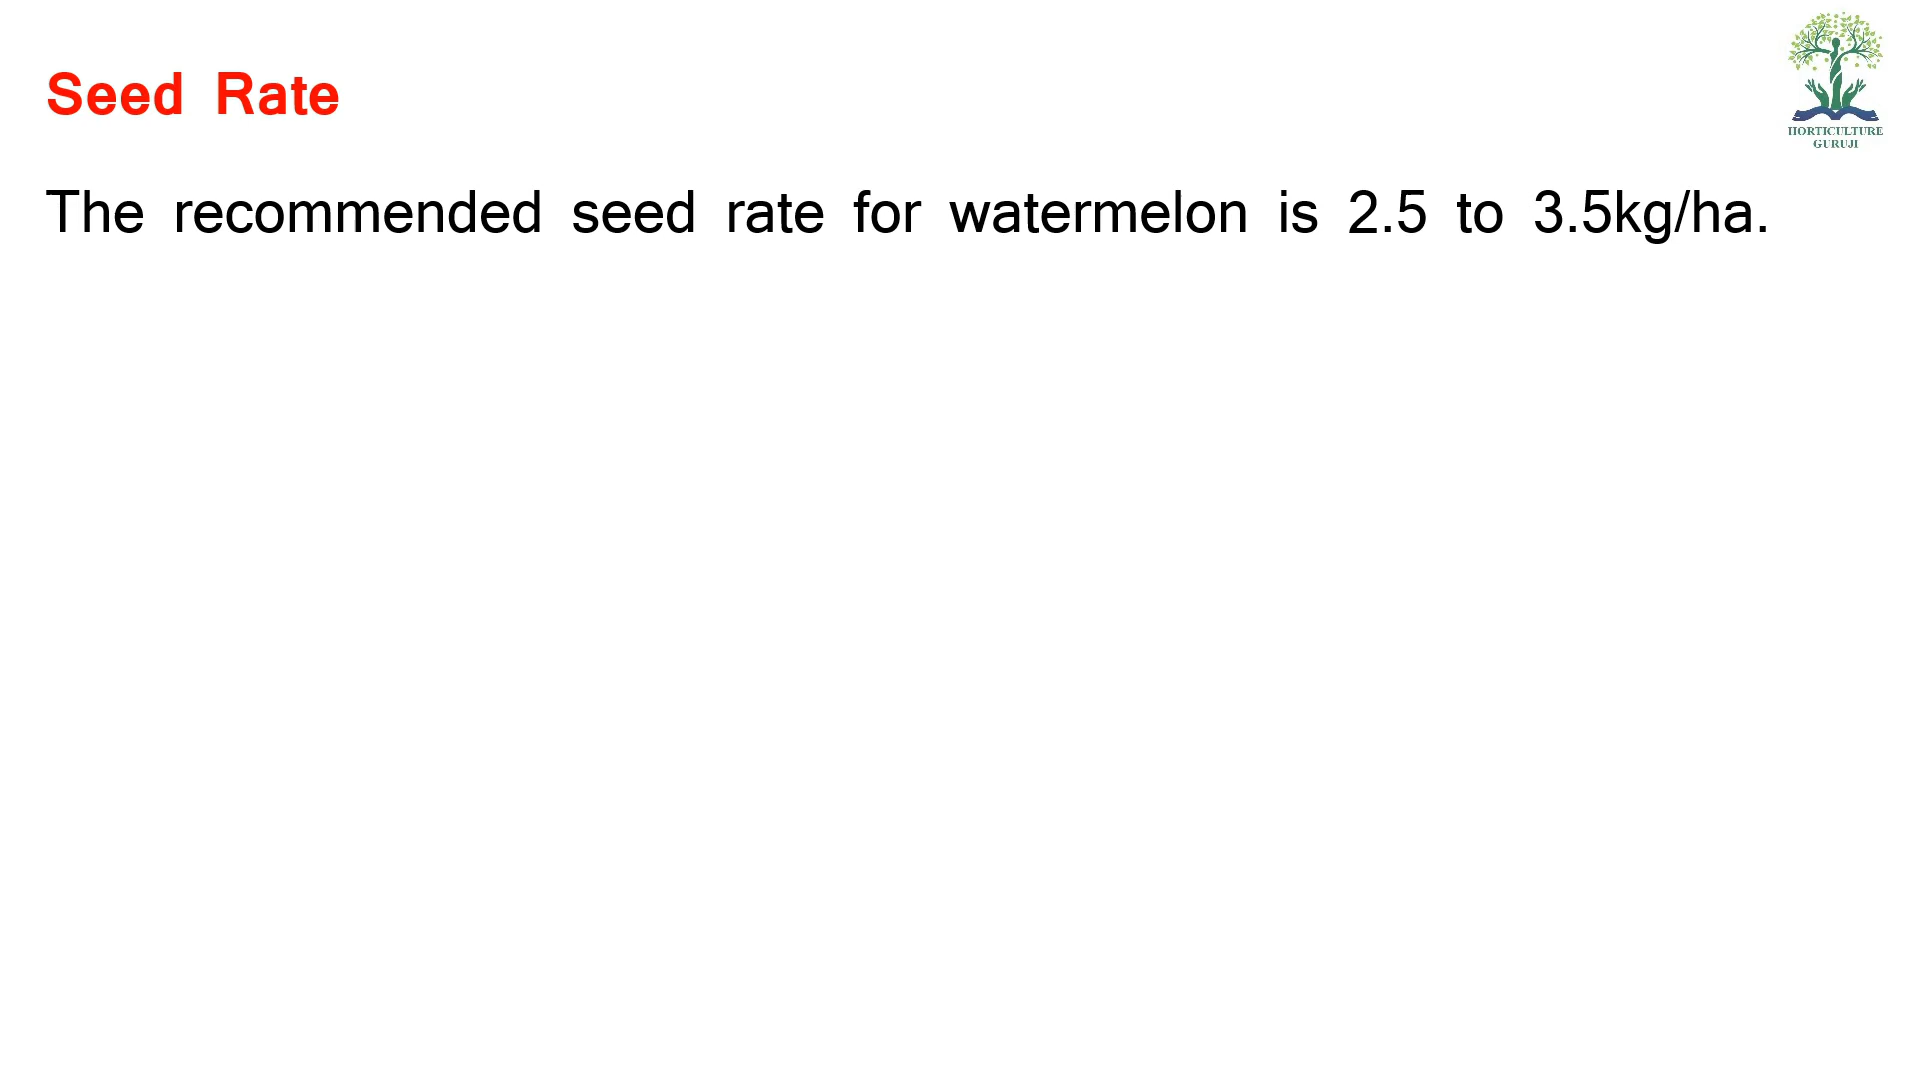 Seed Rate
The recommended seed rate for watermelon is 2.5 to 3.5kg/ha.
HORTICULTURE
GURUJI